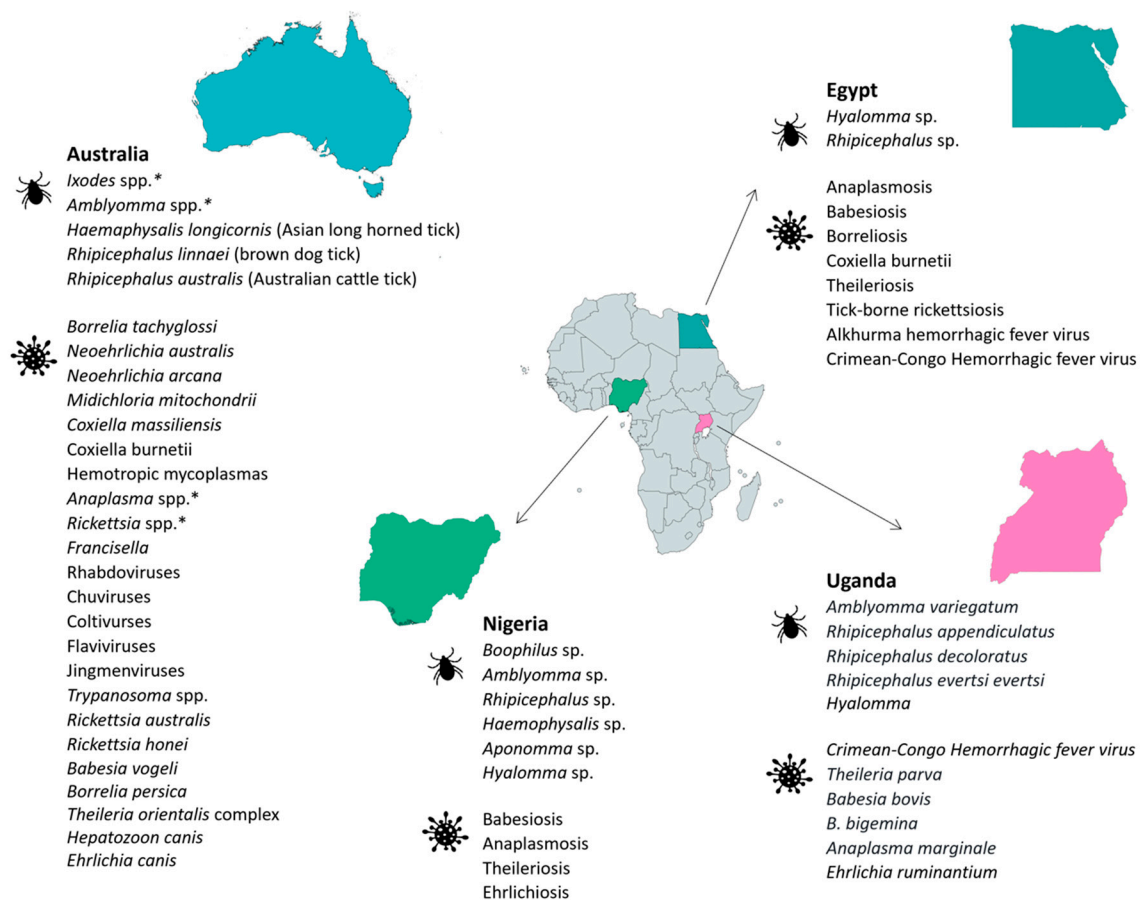 Australia
Ixodes spp.*
Amblyomma spp.*
Haemaphysalis longicornis (Asian long horned tick)
Rhipicephalus linnaei (brown dog tick)
Rhipicephalus australis (Australian cattle tick)
Borrelia tachyglossi
Neoehrlichia australis
Neoehrlichia arcana
Midichloria mitochondrii
Coxiella massiliensis
Coxiella burnetii
Hemotropic mycoplasmas
Anaplasma spp.*
Rickettsia spp.*
Francisella
Rhabdoviruses
Chuviruses
Coltivurses
Flaviviruses
Jingmenviruses
Trypanosoma spp.
Rickettsia australis
Rickettsia honei
Babesia vogeli
Borrelia persica
Theileria orientalis complex
Hepatozoon canis
Ehrlichia canis
Egypt
Hyalomma sp.
Rhipicephalus sp.
Anaplasmosis
Babesiosis
Borreliosis
Coxiella burnetii
Theileriosis
Tick-borne rickettsiosis
Alkhurma hemorrhagic fever virus
Crimean-Congo Hemorrhagic fever virus
Nigeria
Boophilus sp.
Amblyomma sp.
Rhipicephalus sp.
Haemophysalis sp.
Aponomma sp.
Hyalomma sp.
Babesiosis
Anaplasmosis
Theileriosis
Ehrlichiosis
Uganda
Amblyomma variegatum
Rhipicephalus appendiculatus
Rhipicephalus decoloratus
Rhipicephalus evertsi evertsi
Hyalomma
Crimean-Congo Hemorrhagic fever virus
Theileria parva
Babesia bovis
B. bigemina
Anaplasma marginale
Ehrlichia ruminantium